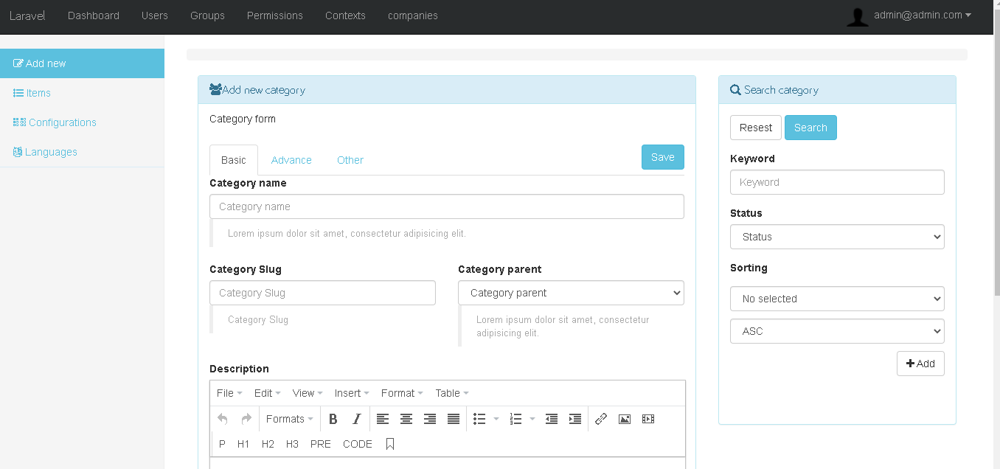 Laravel Dashboard Users Groups Permissions Contexts companies admin@admin.com
Add new
Items
Configurations
Languages
Add new category
Category form
Basic Advance Other Save
Category name
Category name
Lorem ipsum dolor sit amet, consectetur adipisicing elit.
Category Slug Category parent
Category Slug Category parent
Category Slug Lorem ipsum dolor sit amet, consectetur
adipisicing elit.
Description
File Edit View Insert Format Table
Formats B I
P H1 H2 H3 PRE CODE
Search category
Resest Search
Keyword
Keyword
Status
Status
Sorting
No selected
ASC
Add